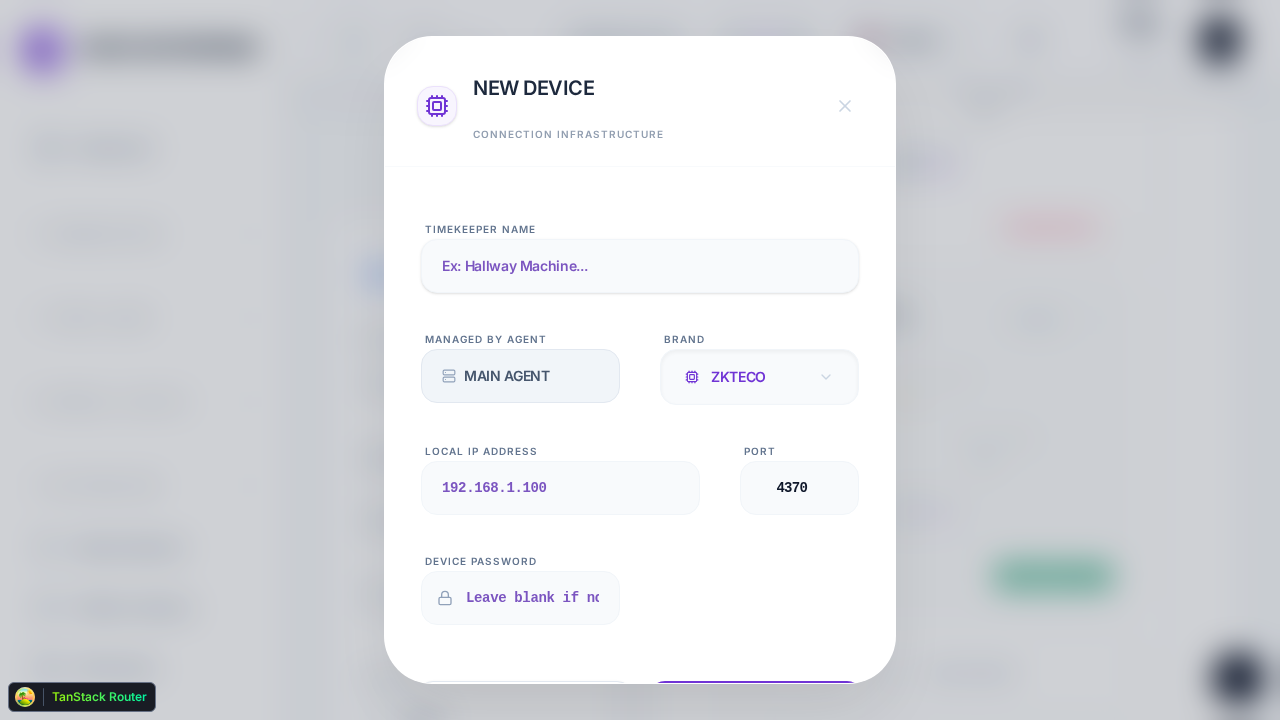 NEW DEVICE
CONNECTION INFRASTRUCTURE
TIMEKEEPER NAME
Ex: Hallway Machine...
MANAGED BY AGENT
BRAND
MAIN AGENT
ZKTECO
LOCAL IP ADDRESS
PORT
192.168.1.100
4370
DEVICE PASSWORD
Leave blank if
TanStack Router